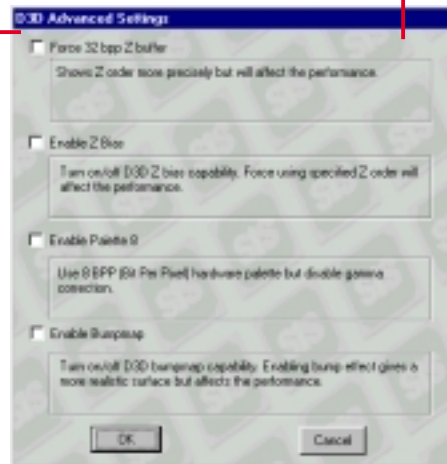 D3D Advanced Settings
Force 32 bpp Z buffer
Shows Z order more precisely but will affect the performance.
Enable Z Bias
Turn on/off D3D Z bias capability. Force using specified Z order will
affect the performance.
Enable Palette 8
Use 8 BPP (Bit Per Pixel) hardware palette but disable gamma
correction.
Enable Bumpmap
Turn on/off D3D bumpmap capability. Enabling bump effect gives a
more realistic surface but affects the performance.
OK
Cancel